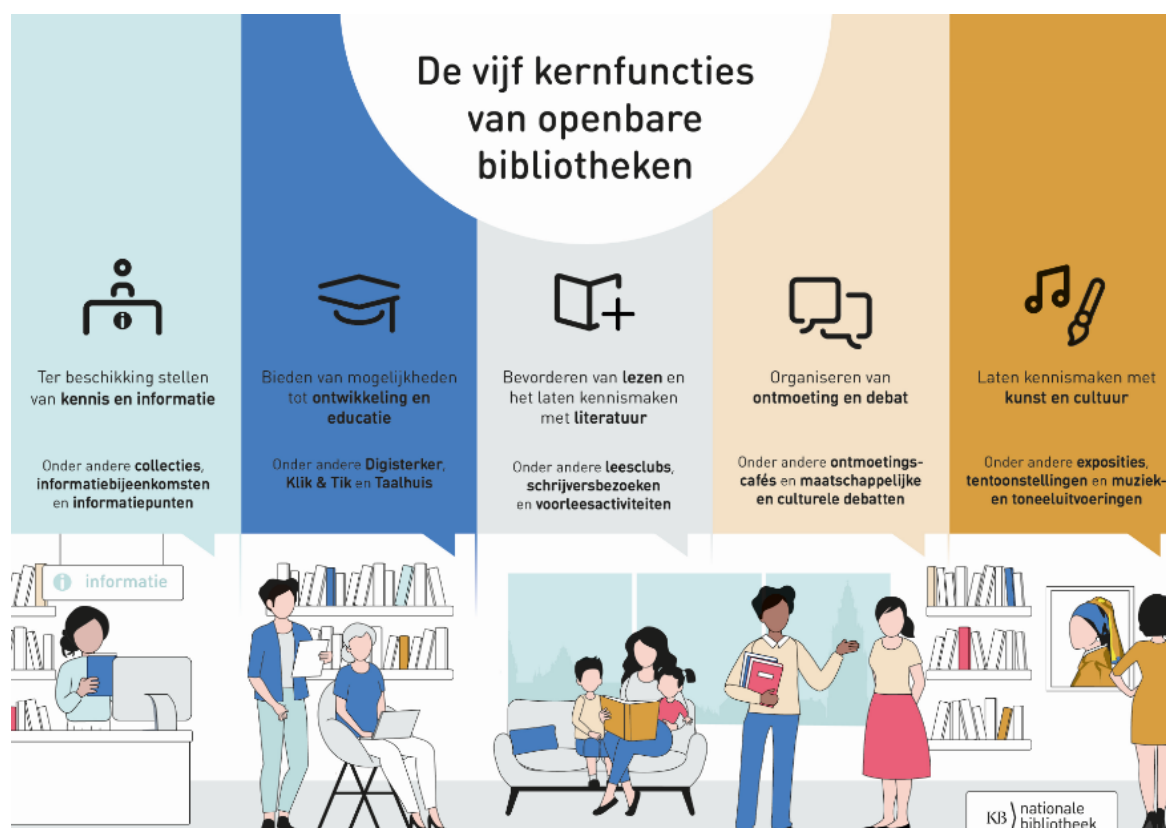 De vijf kernfuncties
van openbare
bibliotheken
Ter beschikking stellen
van kennis en informatie
Onder andere collecties,
informatiebijeenkomsten
en informatiepunten
Bieden van mogelijkheden
tot ontwikkeling en
educatie
Onder andere Digisterker,
Klik & Tik en Taalhuis
Bevorderen van lezen en
het laten kennismaken
met literatuur
Onder andere leesclubs,
schrijversbezoeken
en voorleesactiviteiten
Organiseren van
ontmoeting en debat
Onder andere ontmoetings-
cafés en maatschappelijke
en culturele debatten
Laten kennismaken met
kunst en cultuur
Onder andere exposities,
tentoonstellingen en muziek-
en toneeluitvoeringen
i informatie
KB nationale
bibliotheek